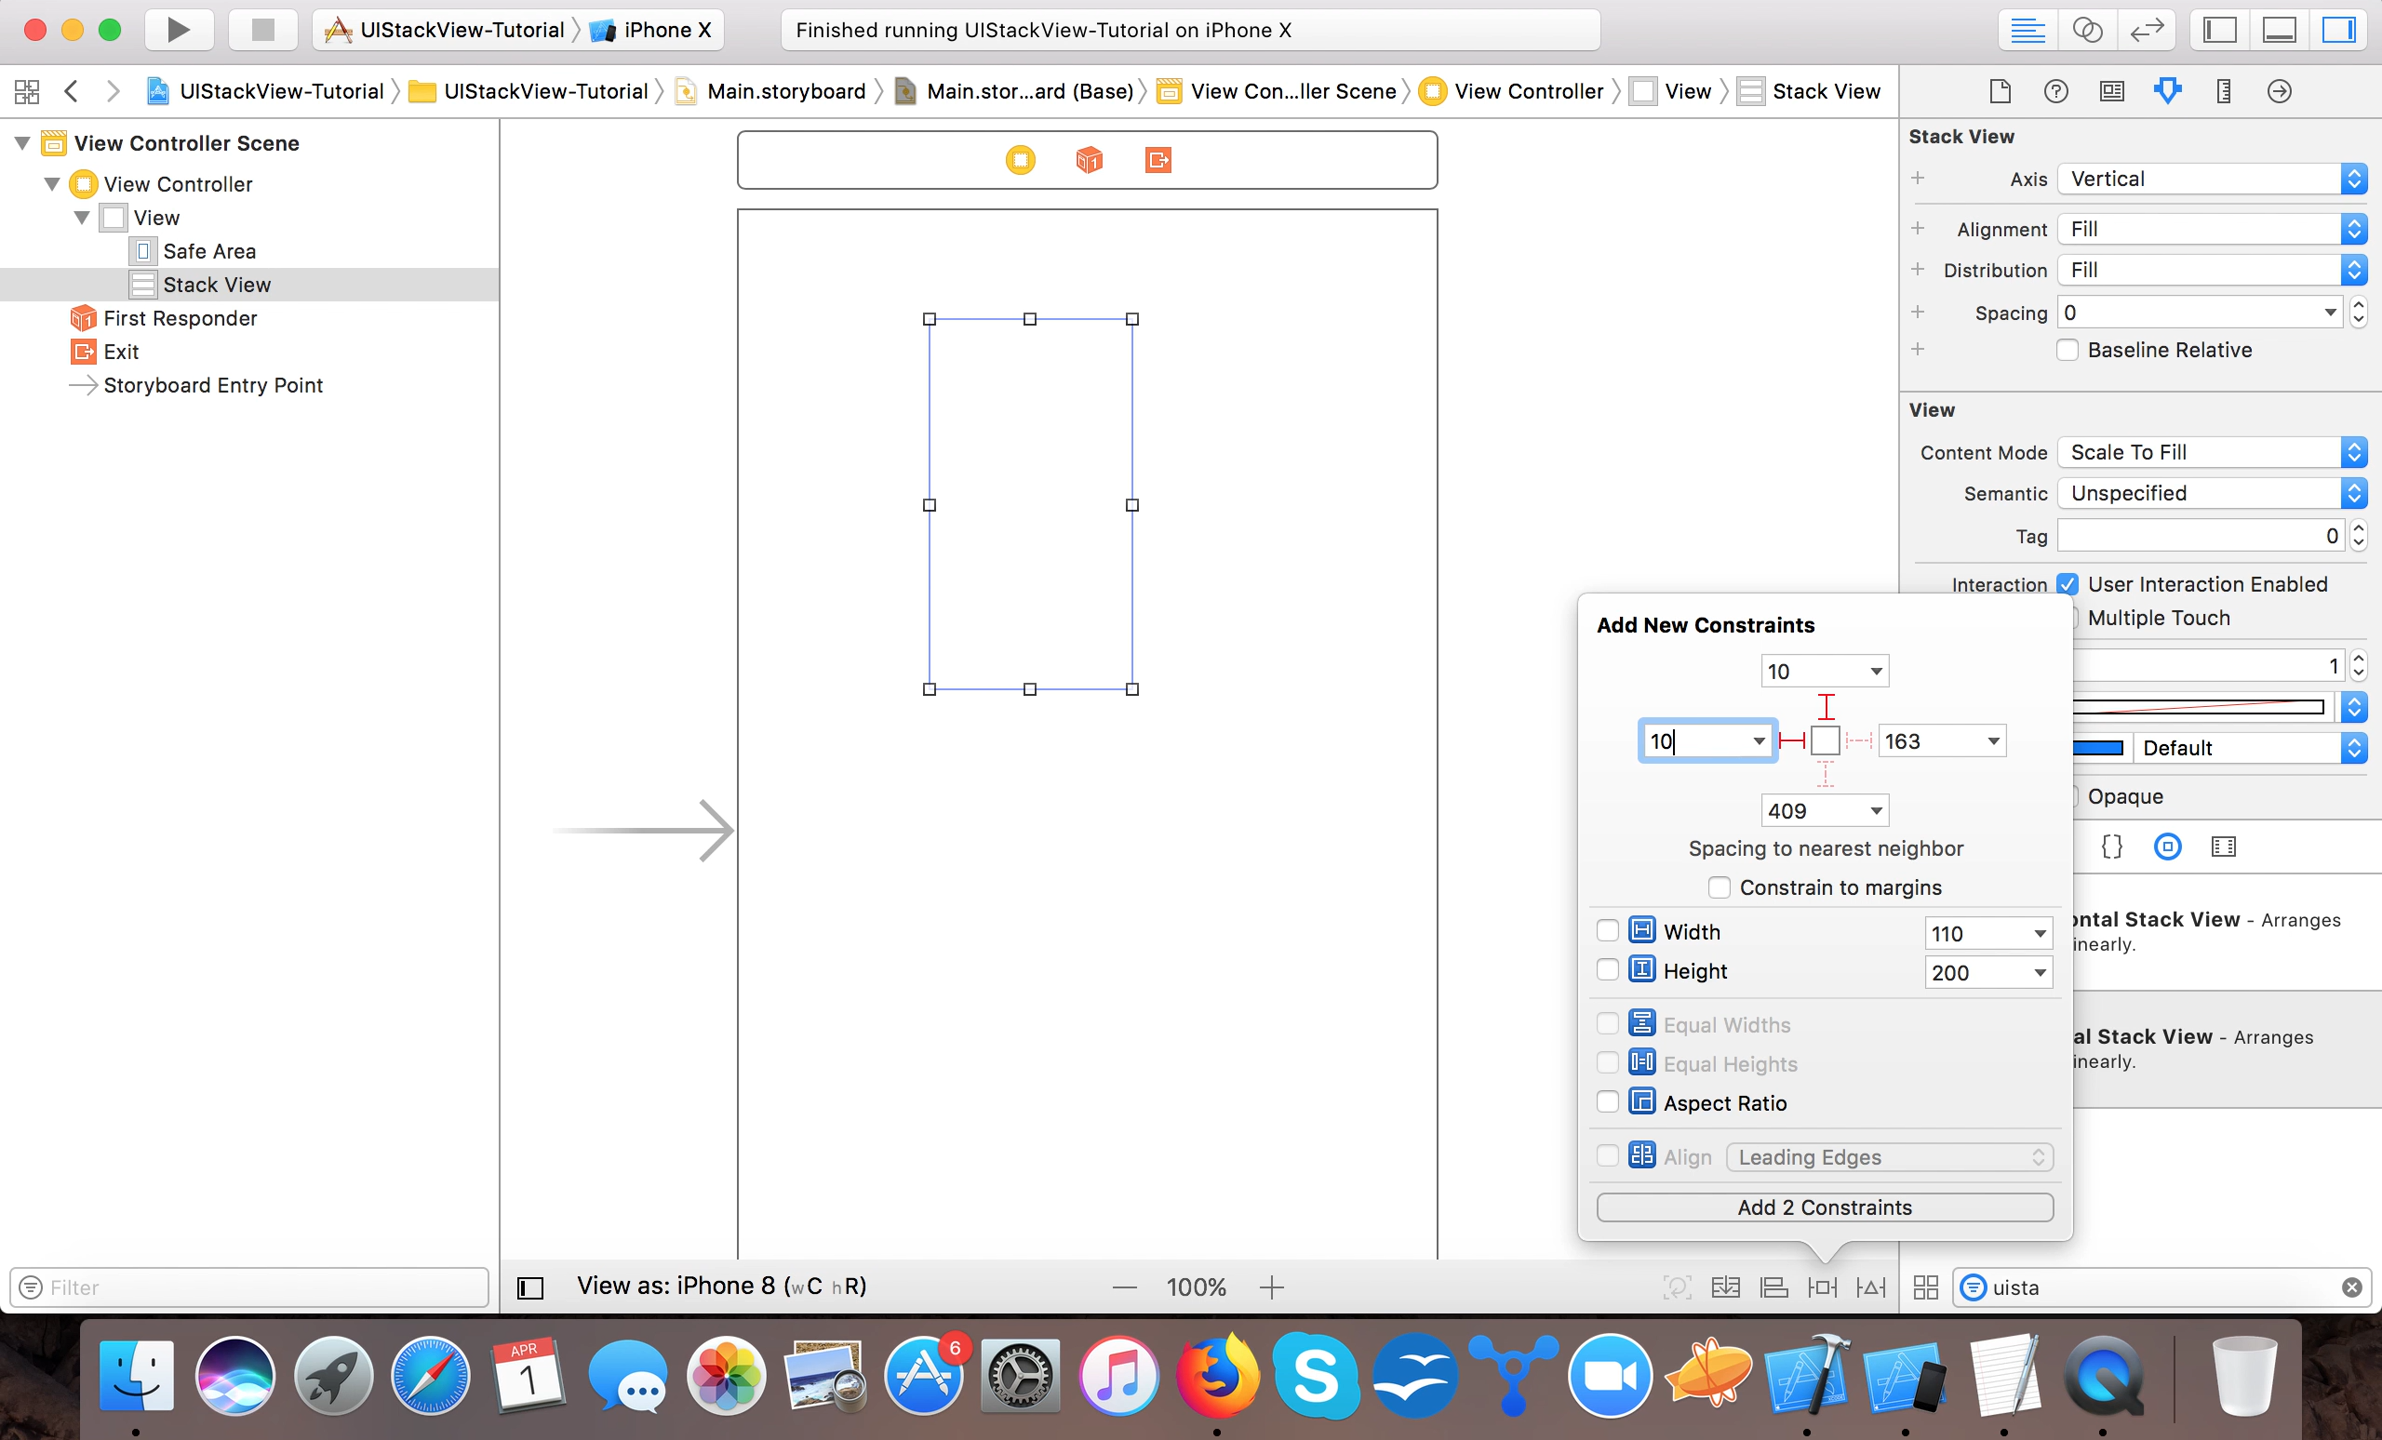 UIStackView-Tutorial
iPhone X
Finished running UIStackView-Tutorial on iPhone X
UIStackView-Tutorial
UIStackView-Tutorial
Main.storyboard
Main.stor...ard (Base)
View Con...ller Scene
View Controller
View
Stack View
View Controller Scene
View Controller
View
Safe Area
Stack View
First Responder
Exit
Storyboard Entry Point
Stack View
Axis Vertical
Alignment Fill
Distribution Fill
Spacing 0
Baseline Relative
View
Content Mode Scale To Fill
Semantic Unspecified
Tag 0
Interaction User Interaction Enabled
Multiple Touch
1
Default
Opaque
ontal Stack View - Arranges
inearly.
al Stack View - Arranges
inearly.
Add New Constraints
10
10
163
409
Spacing to nearest neighbor
Constrain to margins
Width 110
Height 200
Equal Widths
Equal Heights
Aspect Ratio
Align Leading Edges
Add 2 Constraints
Filter
View as: iPhone 8 (wC hR)
100%
uista
APR
1
6